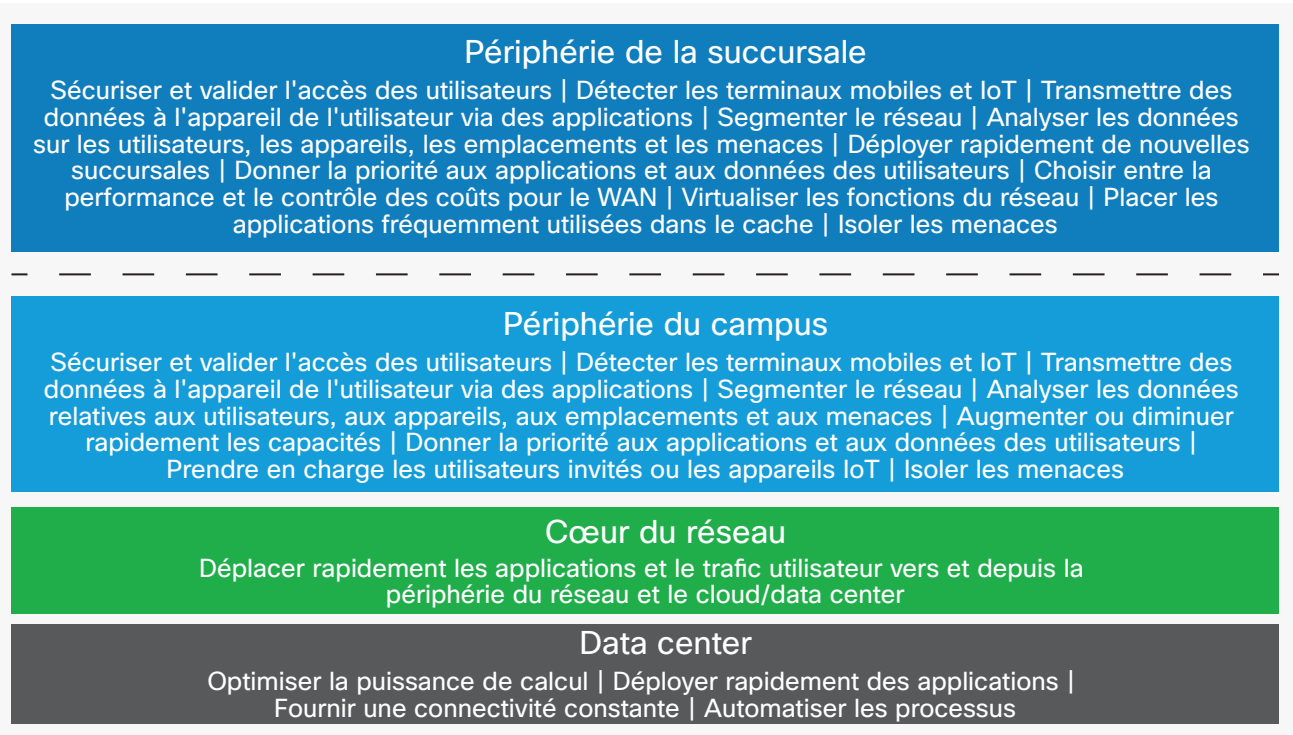 Périphérie de la succursale
Sécuriser et valider l'accès des utilisateurs | Détecter les terminaux mobiles et IoT | Transmettre des
données à l'appareil de l'utilisateur via des applications | Segmenter le réseau | Analyser les données
sur les utilisateurs, les appareils, les emplacements et les menaces | Déployer rapidement de nouvelles
succursales | Donner la priorité aux applications et aux données des utilisateurs | Choisir entre la
performance et le contrôle des coûts pour le WAN | Virtualiser les fonctions du réseau | Placer les
applications fréquemment utilisées dans le cache | Isoler les menaces
Périphérie du campus
Sécuriser et valider l'accès des utilisateurs | Détecter les terminaux mobiles et IoT | Transmettre des
données à l'appareil de l'utilisateur via des applications | Segmenter le réseau | Analyser les données
relatives aux utilisateurs, aux appareils, aux emplacements et aux menaces | Augmenter ou diminuer
rapidement les capacités | Donner la priorité aux applications et aux données des utilisateurs |
Prendre en charge les utilisateurs invités ou les appareils IoT | Isoler les menaces
Cœur du réseau
Déplacer rapidement les applications et le trafic utilisateur vers et depuis la
périphérie du réseau et le cloud/data center
Data center
Optimiser la puissance de calcul | Déployer rapidement des applications |
Fournir une connectivité constante | Automatiser les processus